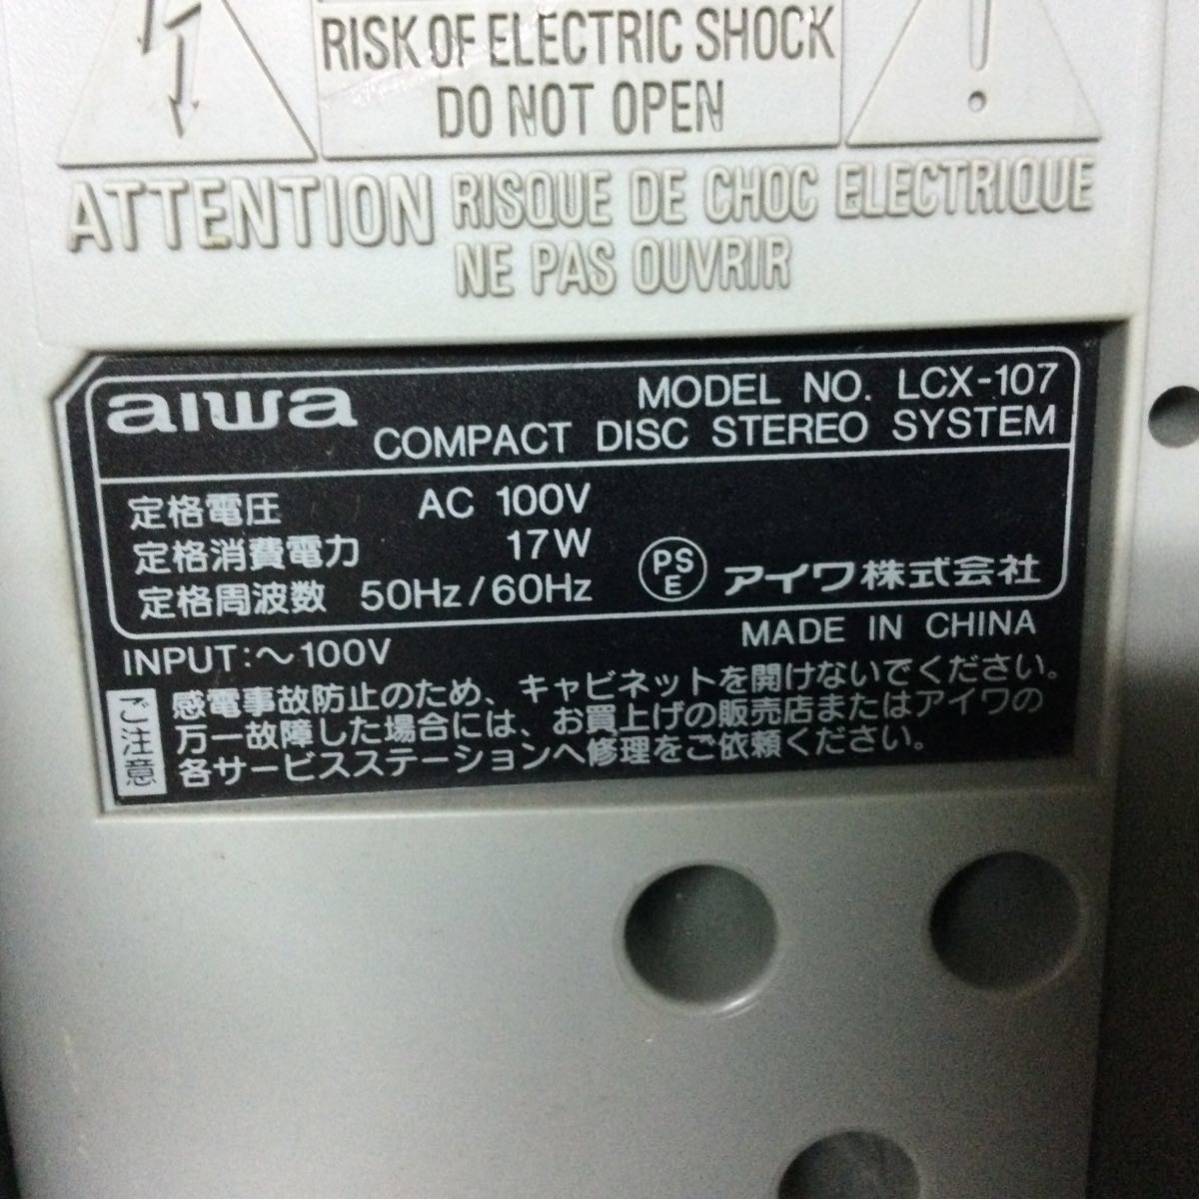 RISK OF ELECTRIC SHOCK
DO NOT OPEN
ATTENTION RISQUE DE CHOC ELECTRIQUE
NE PAS OUVRIR
aiwa MODEL NO. LCX-107
COMPACT DISC STEREO SYSTEM
定格電圧 AC 100V
定格消費電力 17W
定格周波数 50Hz/60Hz
PSE アイワ株式会社
INPUT:～100V MADE IN CHINA
ご注意
感電事故防止のため、キャビネットを開けないでください。
万一故障した場合には、お買上げの販売店またはアイワの
各サービスステーションへ修理をご依頼ください。